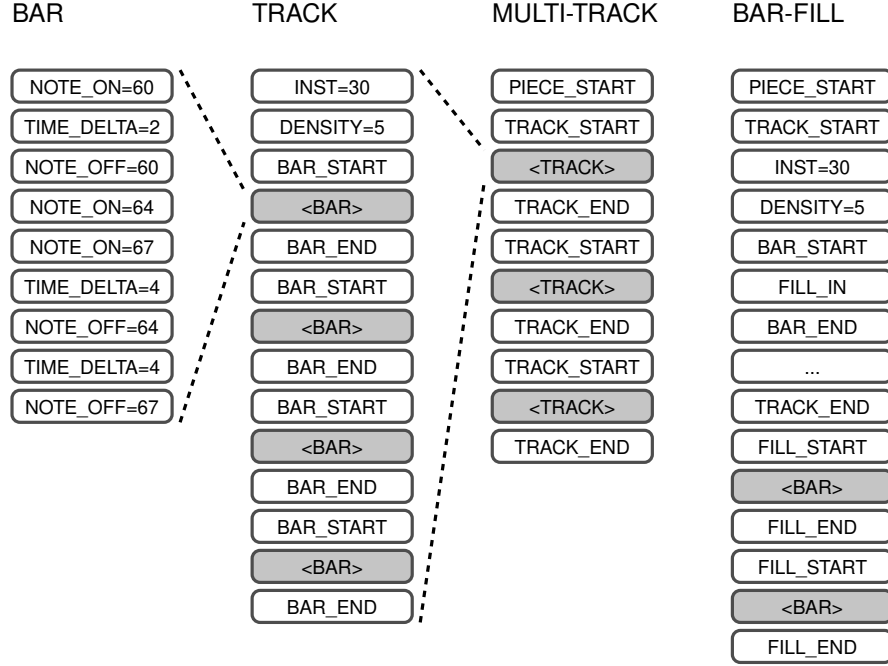 BAR
NOTE_ON=60
TIME_DELTA=2
NOTE_OFF=60
NOTE_ON=64
NOTE_ON=67
TIME_DELTA=4
NOTE_OFF=64
TIME_DELTA=4
NOTE_OFF=67
TRACK
INST=30
DENSITY=5
BAR_START
<BAR>
BAR_END
BAR_START
<BAR>
BAR_END
BAR_START
<BAR>
BAR_END
BAR_START
<BAR>
BAR_END
MULTI-TRACK
PIECE_START
TRACK_START
<TRACK>
TRACK_END
TRACK_START
<TRACK>
TRACK_END
TRACK_START
<TRACK>
TRACK_END
BAR-FILL
PIECE_START
TRACK_START
INST=30
DENSITY=5
BAR_START
FILL_IN
BAR_END
...
TRACK_END
FILL_START
<BAR>
FILL_END
FILL_START
<BAR>
FILL_END